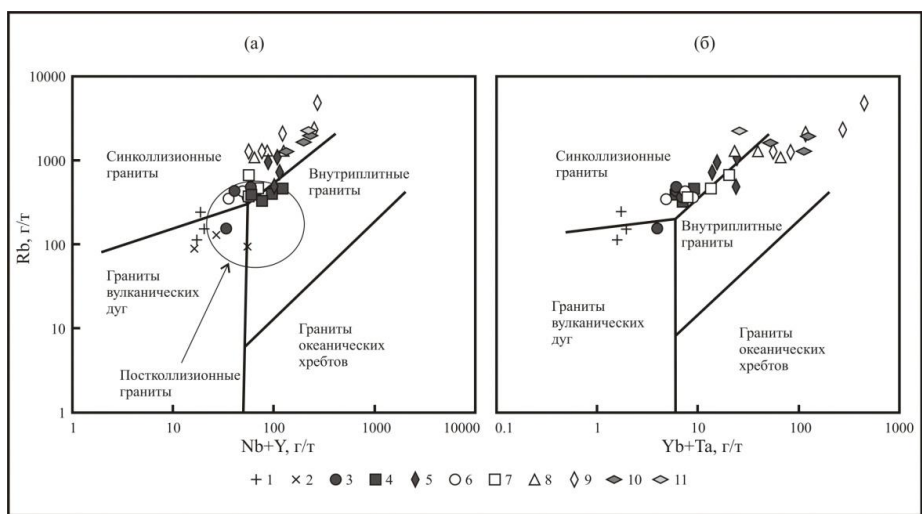 (а)
(б)
10000
1000
100
10
1
Rb, г/т
Синколлизионные
граниты
Внутриплитные
граниты
Граниты
вулканических
дуг
Граниты
океанических
хребтов
Постколлизионные
граниты
1
10
100
1000
10000
Nb+Y, г/т
Синколлизионные
граниты
Внутриплитные
граниты
Граниты
вулканических
дуг
Граниты
океанических
хребтов
0.1
1
10
100
1000
Yb+Ta, г/т
1 2 3 4 5 6 7 8 9 10 11